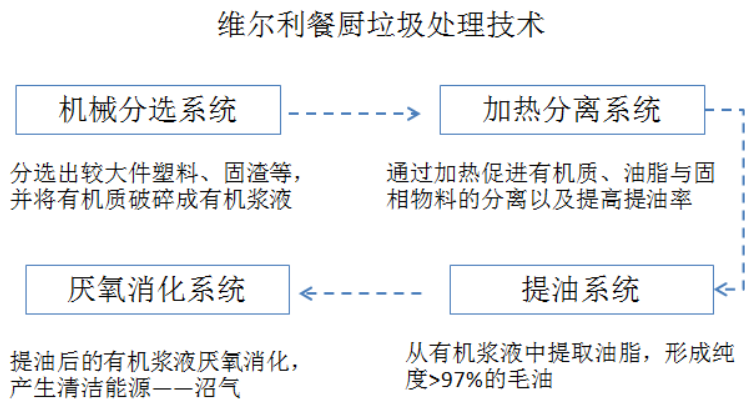 维尔利餐厨垃圾处理技术
机械分选系统
分选出较大件塑料、固渣等，
并将有机质破碎成有机浆液
加热分离系统
通过加热促进有机质、油脂与固
相物料的分离以及提高提油率
提油系统
从有机浆液中提取油脂，形成纯
度>97%的毛油
厌氧消化系统
提油后的有机浆液厌氧消化，
产生清洁能源——沼气